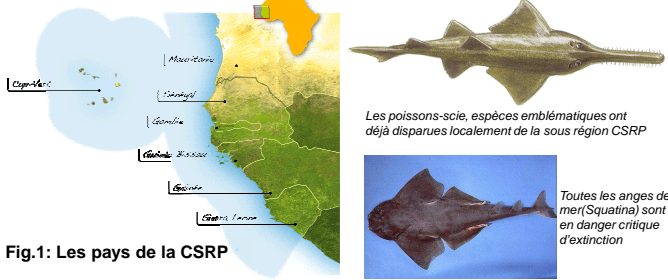 Mauritanie
Cap-Vert
Sénégal
Gambie
Guinée Bissau
Guinée
Sierra Leone
Fig.1: Les pays de la CSRP
Les poissons-scie, espèces emblématiques ont
déjà disparues localement de la sous région CSRP
Toutes les anges de
mer(Squatina) sont
en danger critique
d'extinction